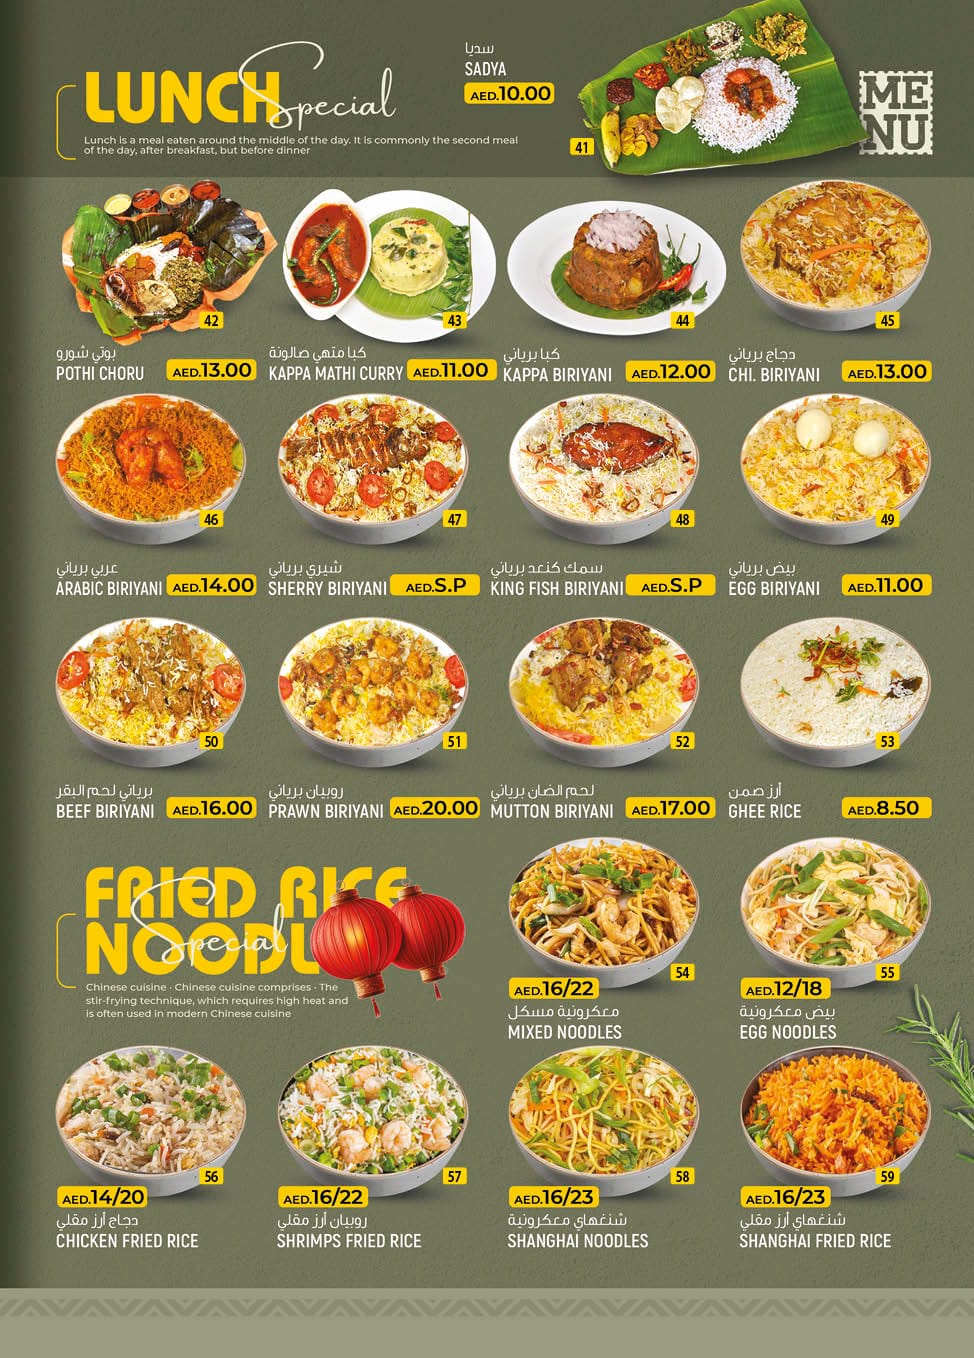 سديا
SADYA
AED.10.00
LUNCH Special
Lunch is a meal eaten around the middle of the day. It is commonly the second meal
of the day, after breakfast, but before dinner
41
ME
NU
42
43
44
45
بوتي شورو
POTHI CHORU
AED.13.00
كبا متهي صالونة
KAPPA MATHI CURRY
AED.11.00
كبا برياني
KAPPA BIRIYANI
AED.12.00
دجاج برياني
CHI. BIRIYANI
AED.13.00
46
47
48
49
عربي برياني
ARABIC BIRIYANI
AED.14.00
شيري برياني
SHERRY BIRIYANI
AED.S.P
سمك كنعد برياني
KING FISH BIRIYANI
AED.S.P
بيض برياني
EGG BIRIYANI
AED.11.00
50
51
52
53
برياني لحم البقر
BEEF BIRIYANI
AED.16.00
روبيان برياني
PRAWN BIRIYANI
AED.20.00
لحم الضان برياني
MUTTON BIRIYANI
AED.17.00
أرز صمن
GHEE RICE
AED.8.50
FRIED RICE
NOODL
Special
Chinese cuisine · Chinese cuisine comprises · The
stir-frying technique, which requires high heat and
is often used in modern Chinese cuisine
54
AED.16/22
معكرونية مسكل
MIXED NOODLES
55
AED.12/18
بيض معكرونية
EGG NOODLES
56
AED.14/20
دجاج أرز مقلي
CHICKEN FRIED RICE
57
AED.16/22
روبيان أرز مقلي
SHRIMPS FRIED RICE
58
AED.16/23
شنغهاي معكرونية
SHANGHAI NOODLES
59
AED.16/23
شنغهاي أرز مقلي
SHANGHAI FRIED RICE